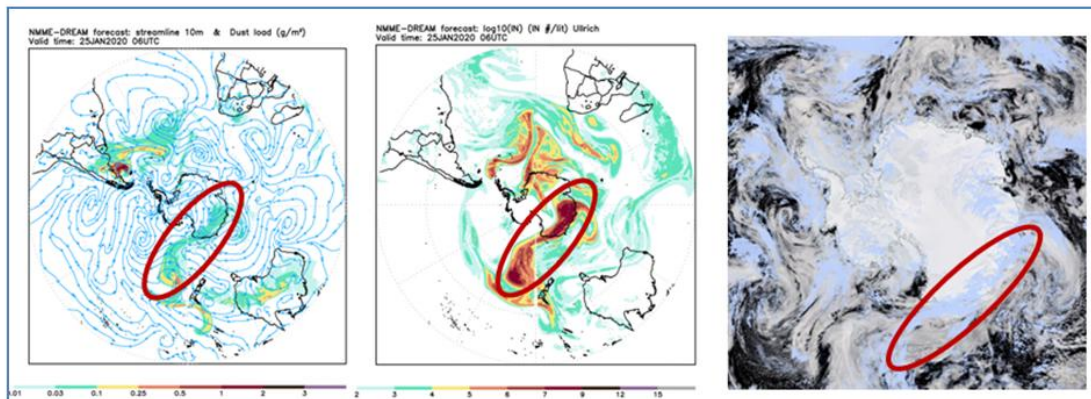 NMME-DREAM forecast: streamline 10m & Dust load (g/m²)
Valid time: 25JAN2020 06UTC
NMME-DREAM forecast: log10(IN) (IN #/lit) Ullrich
Valid time: 25JAN2020 06UTC
0.01 0.03 0.1 0.25 0.5 1 2 3
2 3 4 5 6 7 9 12 15